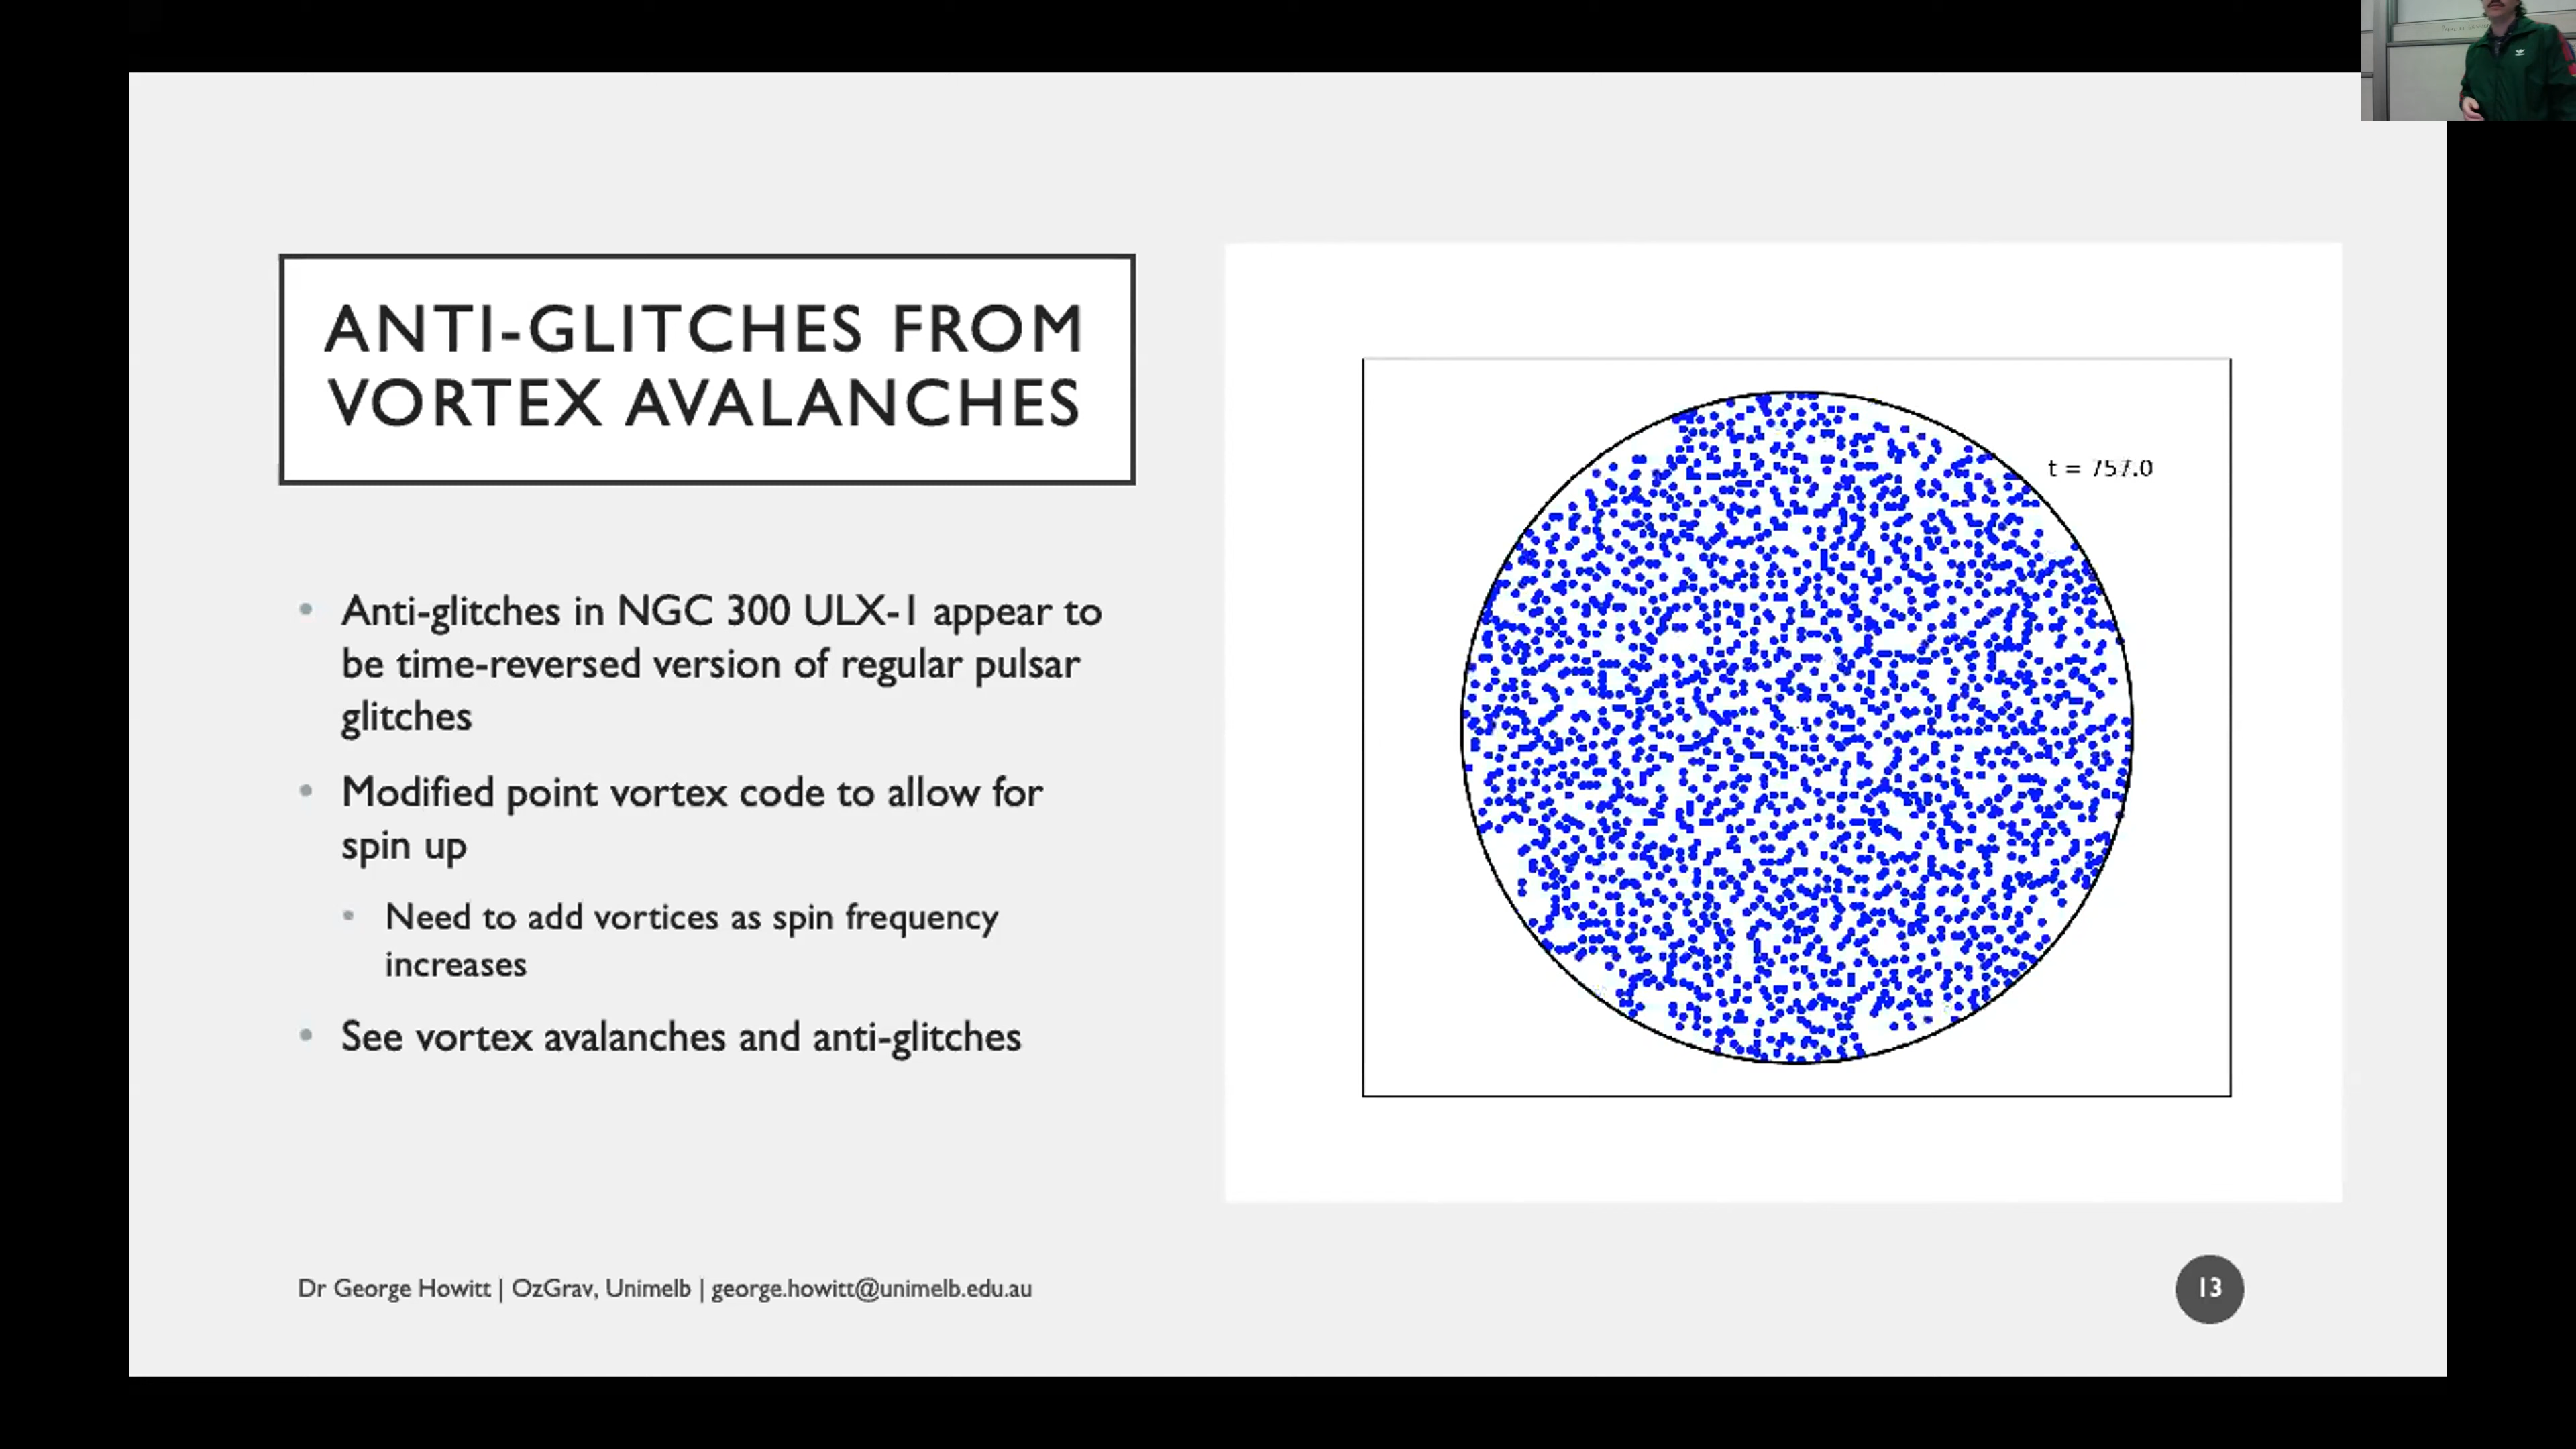 ANTI-GLITCHES FROM
VORTEX AVALANCHES
• Anti-glitches in NGC 300 ULX-1 appear to
be time-reversed version of regular pulsar
glitches
• Modified point vortex code to allow for
spin up
• Need to add vortices as spin frequency
increases
• See vortex avalanches and anti-glitches
t = 757.0
Dr George Howitt | OzGrav, Unimelb | george.howitt@unimelb.edu.au
13